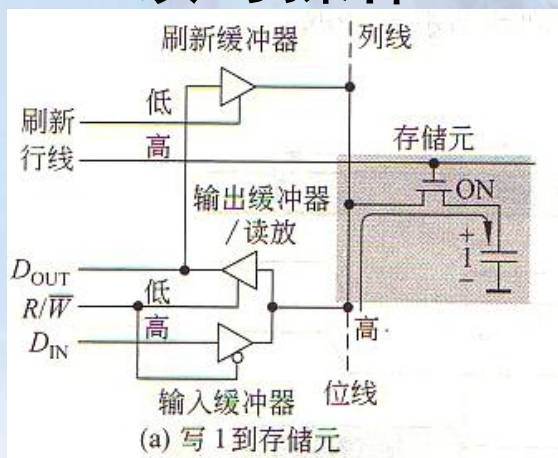 刷新缓冲器
列线
低
刷新
高
行线
存储元
ON
输出缓冲器
/读放
+
1
-
D_OUT
低
R/W̅
高
D_IN
高
输入缓冲器
位线
(a) 写1到存储元